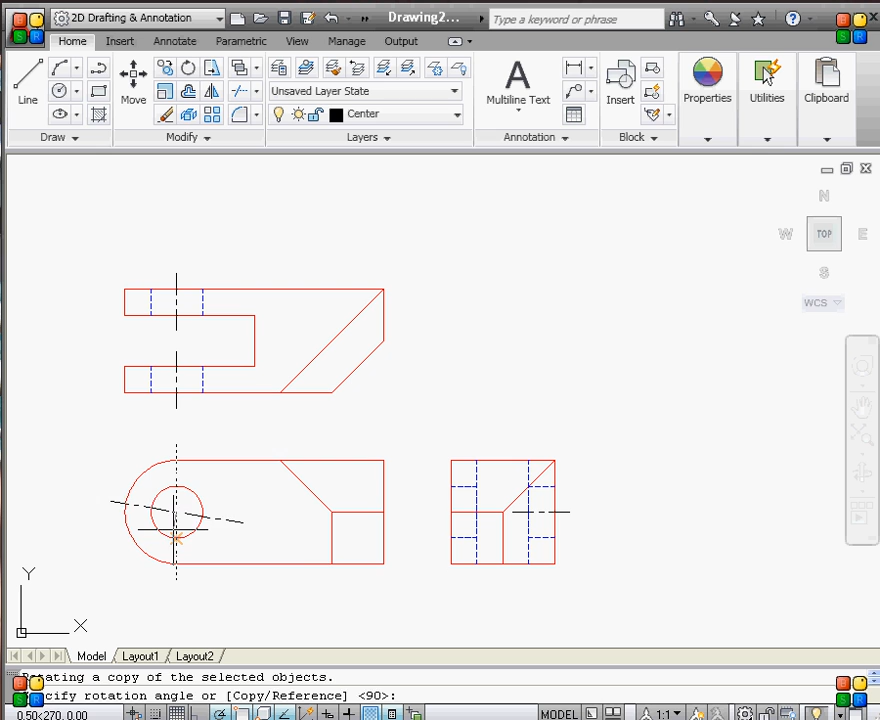 2D Drafting & Annotation
Drawing2...
Type a keyword or phrase
Home Insert Annotate Parametric View Manage Output
Line
Move
Unsaved Layer State
Center
Multiline Text
Insert
Properties
Utilities
Clipboard
Draw Modify Layers Annotation Block
N
W TOP E
S
WCS
Y
X
Model Layout1 Layout2
Rotating a copy of the selected objects.
Specify rotation angle or [Copy/Reference] <90>:
0.50<270, 0.00
MODEL
1:1